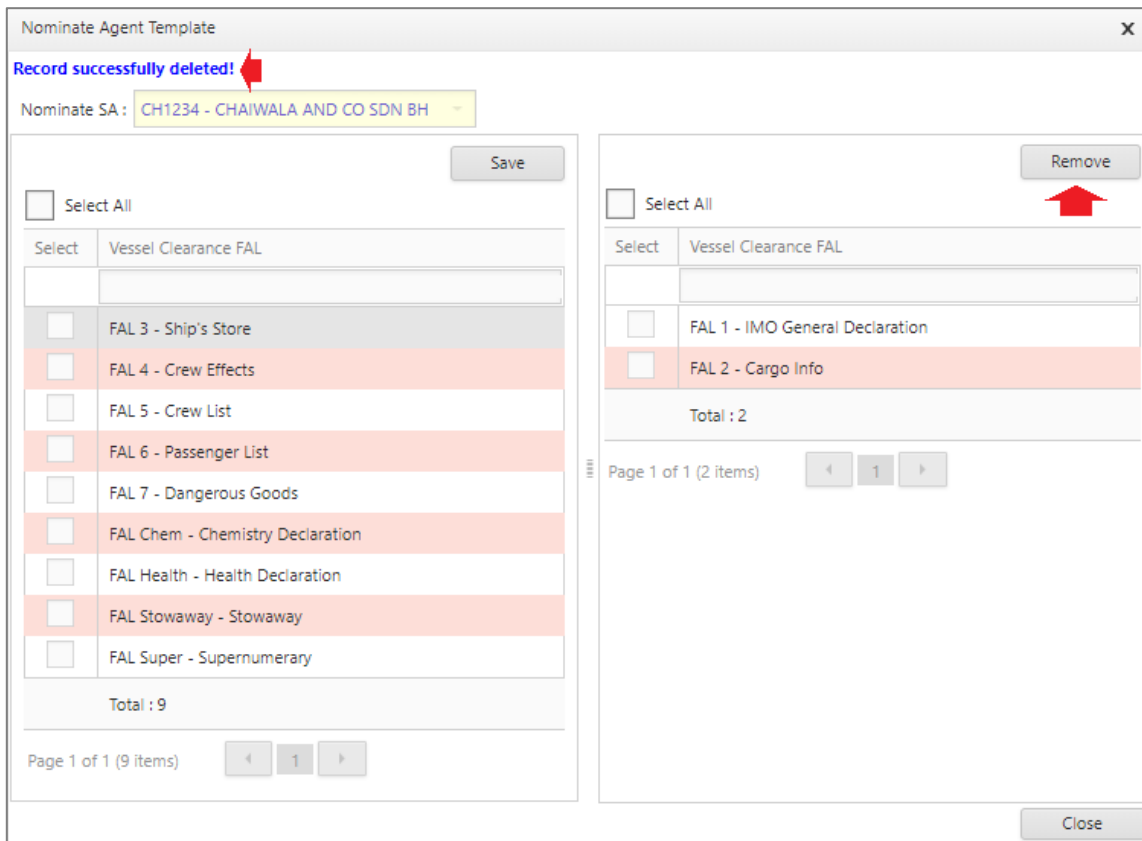 Nominate Agent Template X
Record successfully deleted!
Nominate SA : CH1234 - CHAIWALA AND CO SDN BH
Save
Select All
Select Vessel Clearance FAL
FAL 3 - Ship's Store
FAL 4 - Crew Effects
FAL 5 - Crew List
FAL 6 - Passenger List
FAL 7 - Dangerous Goods
FAL Chem - Chemistry Declaration
FAL Health - Health Declaration
FAL Stowaway - Stowaway
FAL Super - Supernumerary
Total : 9
Page 1 of 1 (9 items) 1
Remove
Select All
Select Vessel Clearance FAL
FAL 1 - IMO General Declaration
FAL 2 - Cargo Info
Total : 2
Page 1 of 1 (2 items) 1
Close